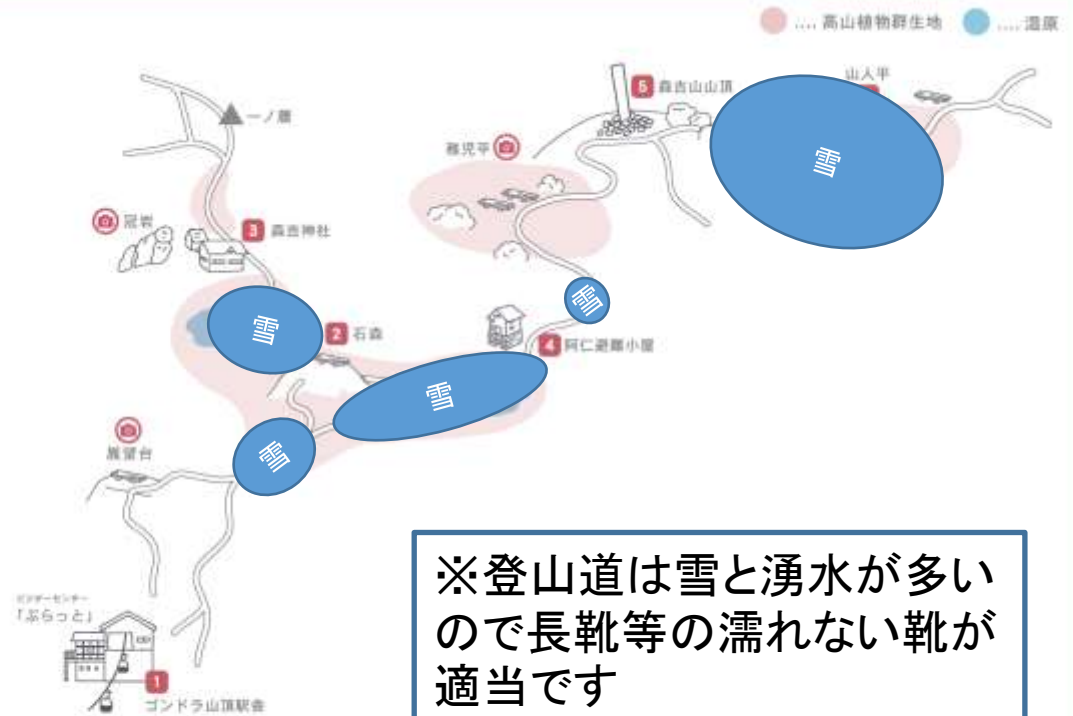 .... 高山植物群生地
.... 湿原
山人平
5 森吉山山頂
一ノ腰
稚児平
雪
冠岩
3 森吉神社
雪
雪
2 石森
4 阿仁避難小屋
雪
雪
展望台
ビジターセンター
「ぷらっと」
1
ゴンドラ山頂駅舎
※登山道は雪と湧水が多い
ので長靴等の濡れない靴が
適当です